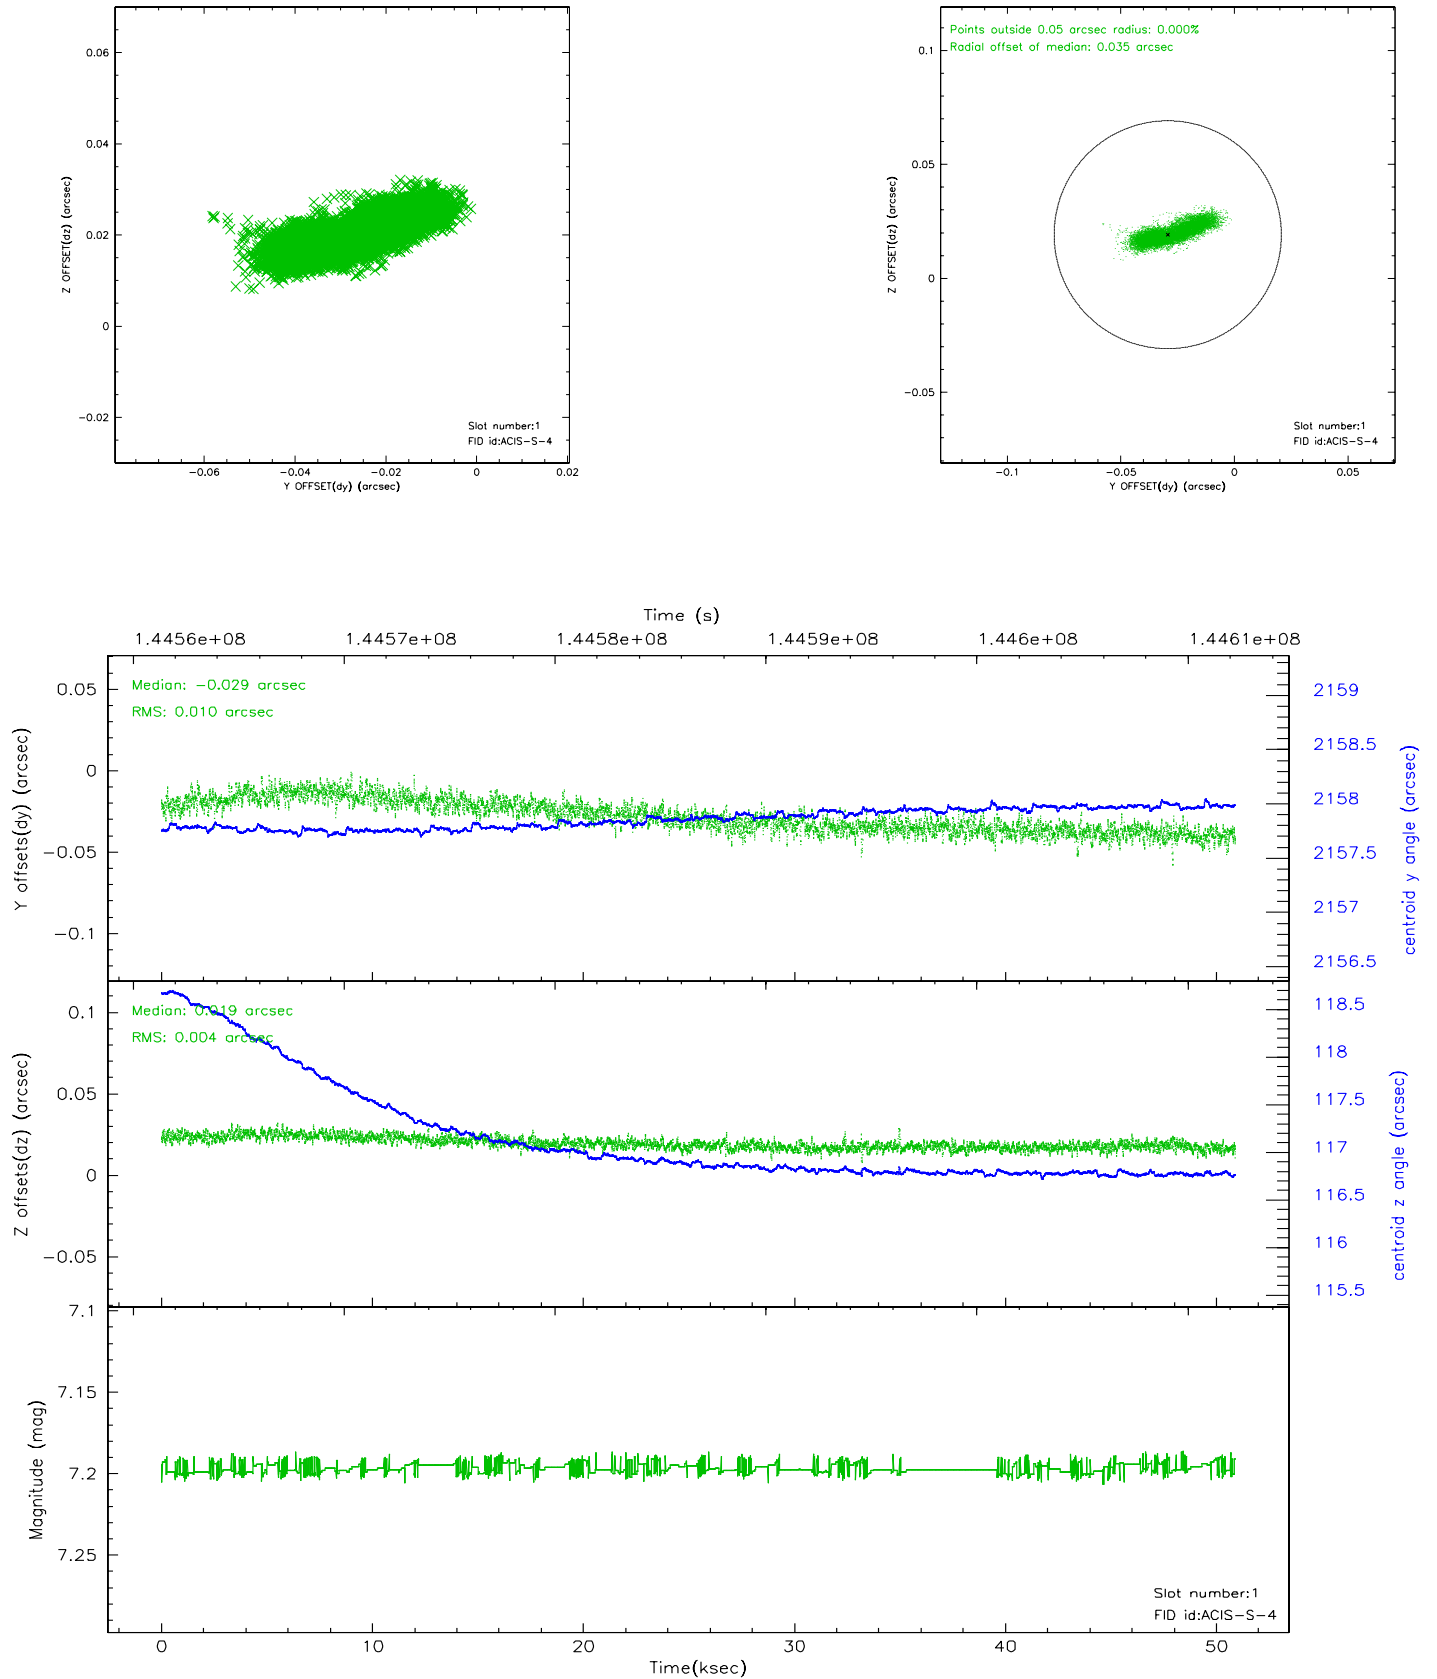 0.06
0.04
0.02
0
−0.02
Z OFFSET(dz) (arcsec)
Slot number:1
FID id:ACIS−S−4
−0.06
−0.04
−0.02
0
0.02
Y OFFSET(dy) (arcsec)
Points outside 0.05 arcsec radius: 0.000%
Radial offset of median: 0.035 arcsec
0.1
0.05
0
−0.05
Z OFFSET(dz) (arcsec)
Slot number:1
FID id:ACIS−S−4
−0.1
−0.05
0
0.05
Y OFFSET(dy) (arcsec)
Time (s)
1.4456e+08
1.4457e+08
1.4458e+08
1.4459e+08
1.446e+08
1.4461e+08
Median: −0.029 arcsec
RMS: 0.010 arcsec
0.05
0
−0.05
−0.1
Y offsets(dy) (arcsec)
2159
2158.5
2158
2157.5
2157
2156.5
centroid y angle (arcsec)
Median: 0.019 arcsec
RMS: 0.004 arcsec
0.1
0.05
0
−0.05
Z offsets(dz) (arcsec)
118.5
118
117.5
117
116.5
116
115.5
centroid z angle (arcsec)
7.1
7.15
7.2
7.25
Magnitude (mag)
Slot number:1
FID id:ACIS−S−4
0
10
20
30
40
50
Time(ksec)